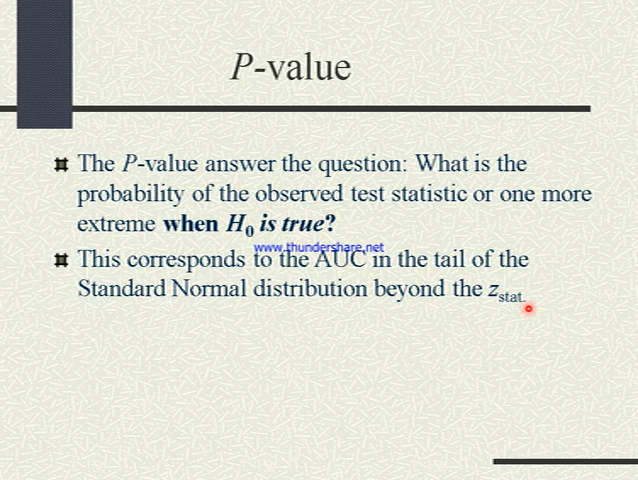 P-value
The P-value answer the question: What is the
probability of the observed test statistic or one more
extreme when H0 is true?
www.thundershare.net
This corresponds to the AUC in the tail of the
Standard Normal distribution beyond the zstat.